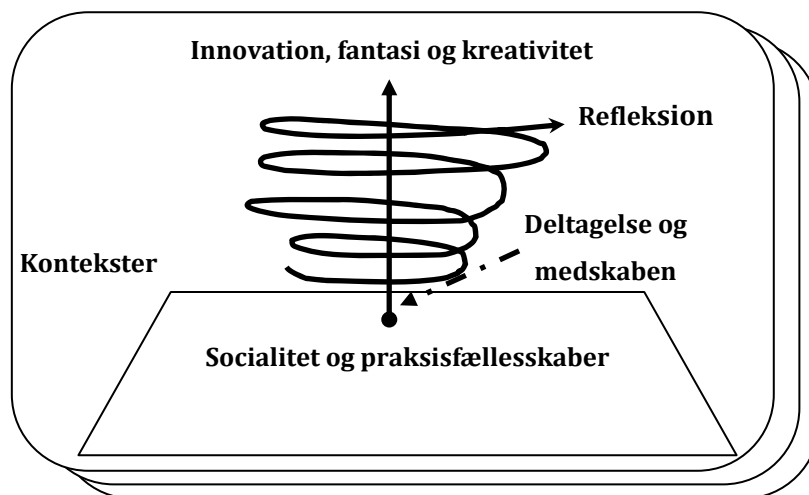 Innovation, fantasi og kreativitet
Refleksion
Deltagelse og
medskaben
Kontekster
Socialitet og praksisfællesskaber